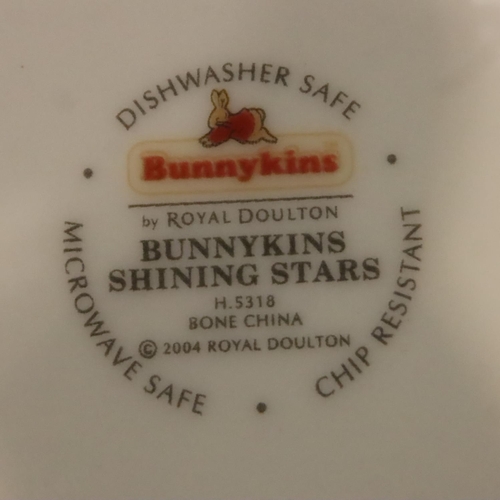 DISHWASHER SAFE
Bunnykins
by ROYAL DOULTON
BUNNYKINS
SHINING STARS
H.5318
BONE CHINA
© 2004 ROYAL DOULTON
MICROWAVE SAFE
CHIP RESISTANT